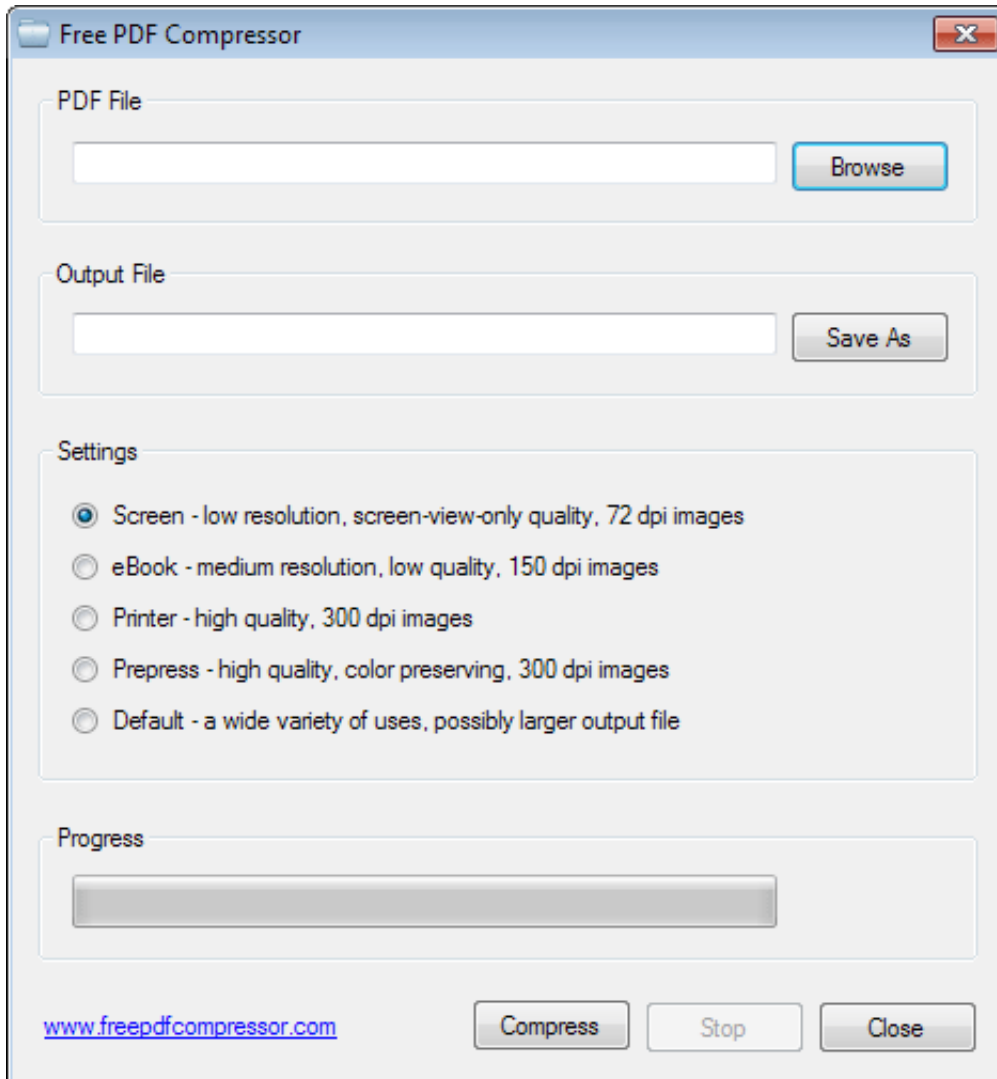 Free PDF Compressor
PDF File
Browse
Output File
Save As
Settings
Screen - low resolution, screen-view-only quality, 72 dpi images
eBook - medium resolution, low quality, 150 dpi images
Printer - high quality, 300 dpi images
Prepress - high quality, color preserving, 300 dpi images
Default - a wide variety of uses, possibly larger output file
Progress
www.freepdfcompressor.com Compress Stop Close